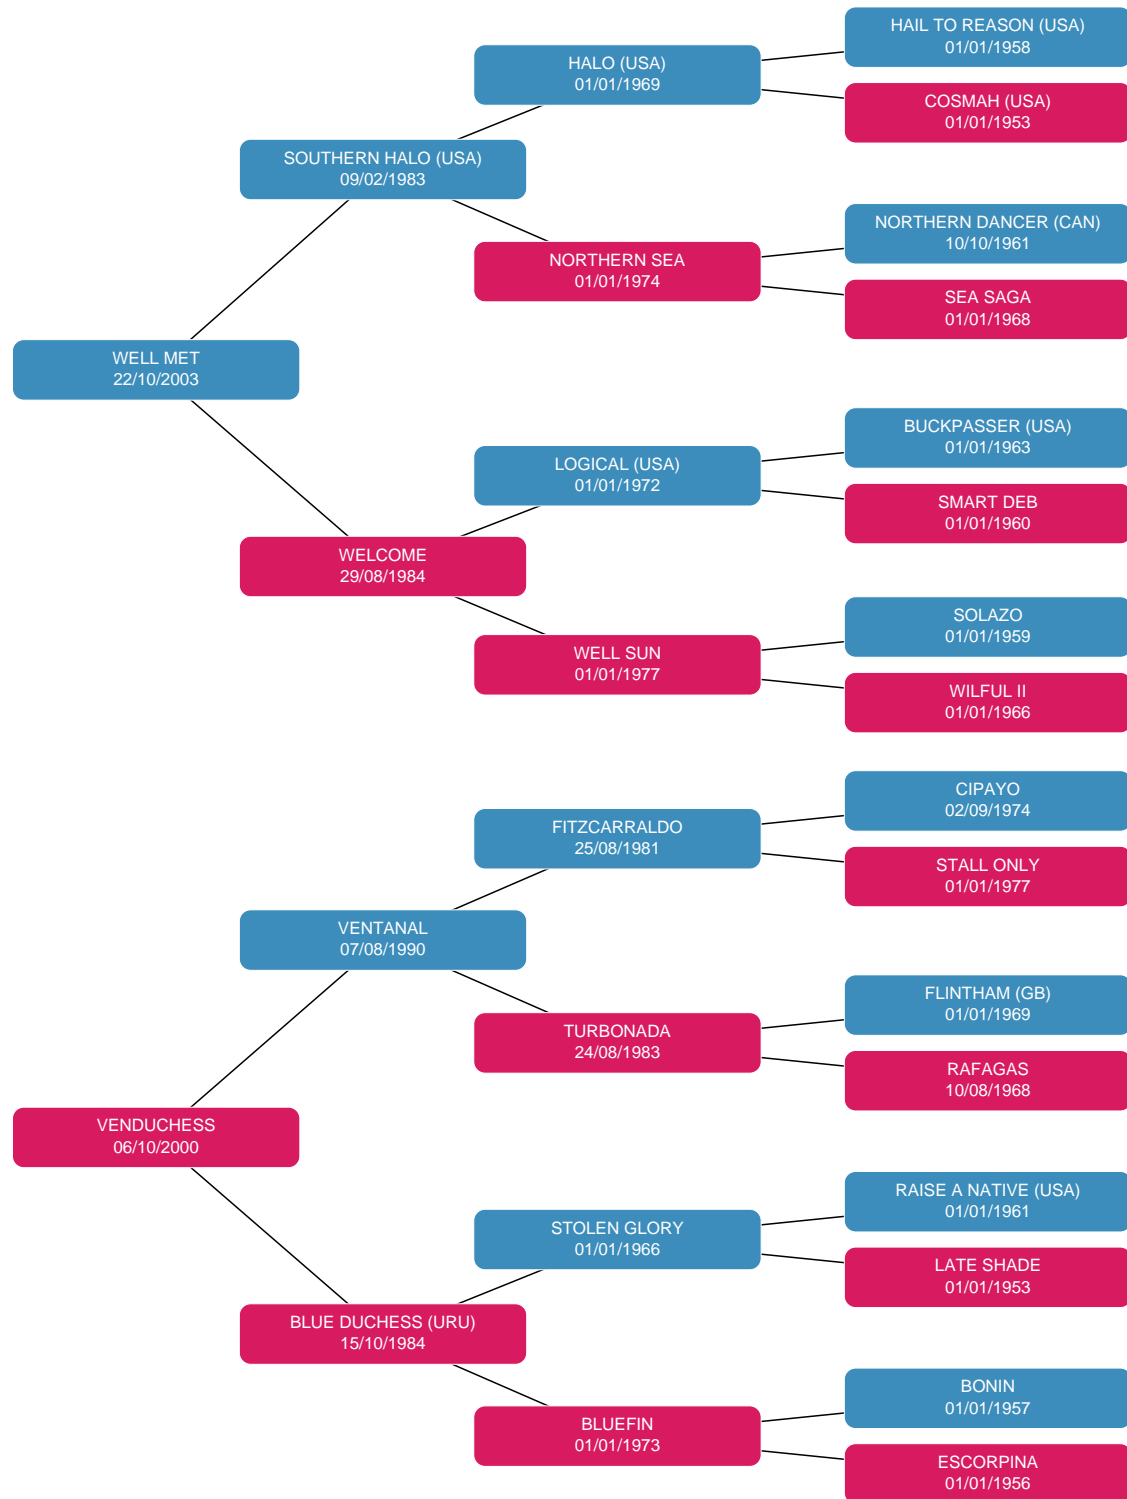 HAIL TO REASON (USA)
01/01/1958
HALO (USA)
01/01/1969
COSMAH (USA)
01/01/1953
SOUTHERN HALO (USA)
09/02/1983
NORTHERN DANCER (CAN)
10/10/1961
NORTHERN SEA
01/01/1974
SEA SAGA
01/01/1968
WELL MET
22/10/2003
BUCKPASSER (USA)
01/01/1963
LOGICAL (USA)
01/01/1972
SMART DEB
01/01/1960
WELCOME
29/08/1984
SOLAZO
01/01/1959
WELL SUN
01/01/1977
WILFUL II
01/01/1966
CIPAYO
02/09/1974
FITZCARRALDO
25/08/1981
STALL ONLY
01/01/1977
VENTANAL
07/08/1990
FLINTHAM (GB)
01/01/1969
TURBONADA
24/08/1983
RAFAGAS
10/08/1968
VENDUCHESS
06/10/2000
RAISE A NATIVE (USA)
01/01/1961
STOLEN GLORY
01/01/1966
LATE SHADE
01/01/1953
BLUE DUCHESS (URU)
15/10/1984
BONIN
01/01/1957
BLUEFIN
01/01/1973
ESCORPINA
01/01/1956